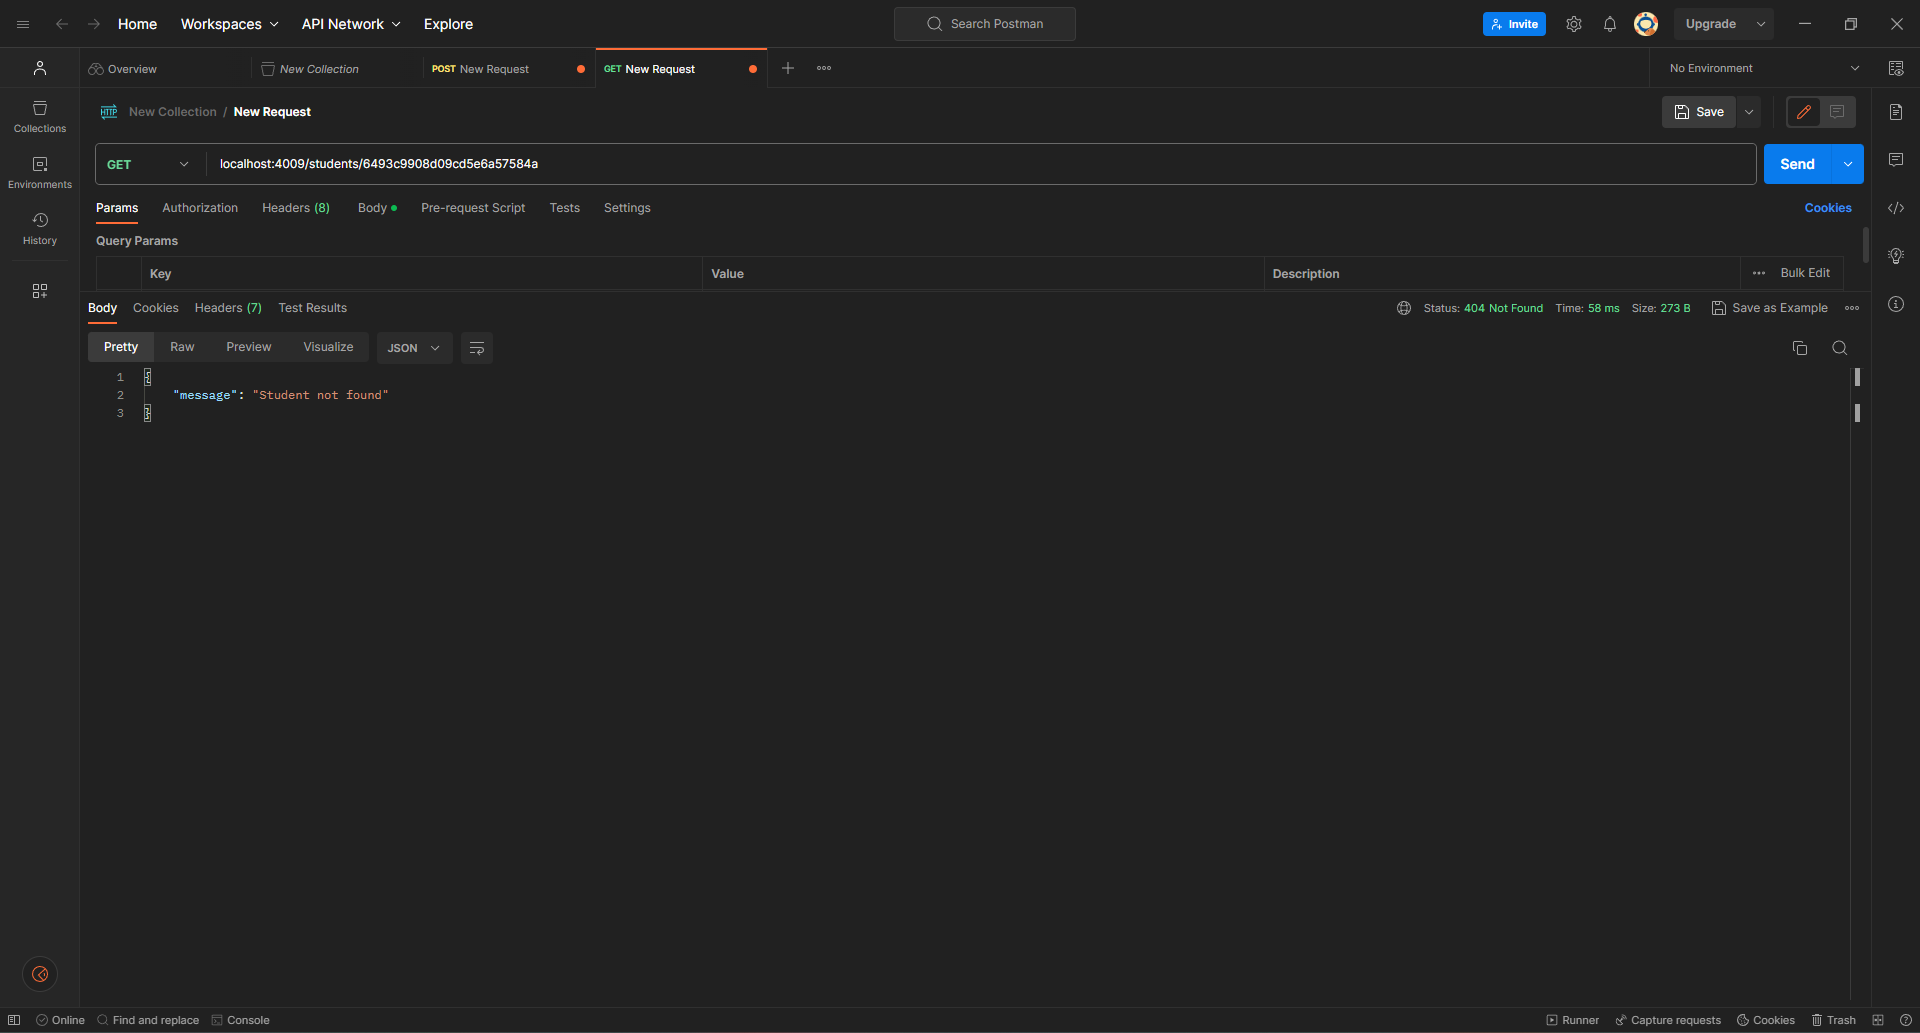 Home Workspaces API Network Explore Search Postman Invite Upgrade
Overview New Collection POST New Request GET New Request No Environment
HTTP New Collection / New Request Save
Collections
GET localhost:4009/students/6493c9908d09cd5e6a57584a Send
Environments
Params Authorization Headers (8) Body Pre-request Script Tests Settings Cookies
History
Query Params
Key Value Description Bulk Edit
Body Cookies Headers (7) Test Results Status: 404 Not Found Time: 58 ms Size: 273 B Save as Example
Pretty Raw Preview Visualize JSON
1 {
2 "message": "Student not found"
3 }
Online Find and replace Console Runner Capture requests Cookies Trash